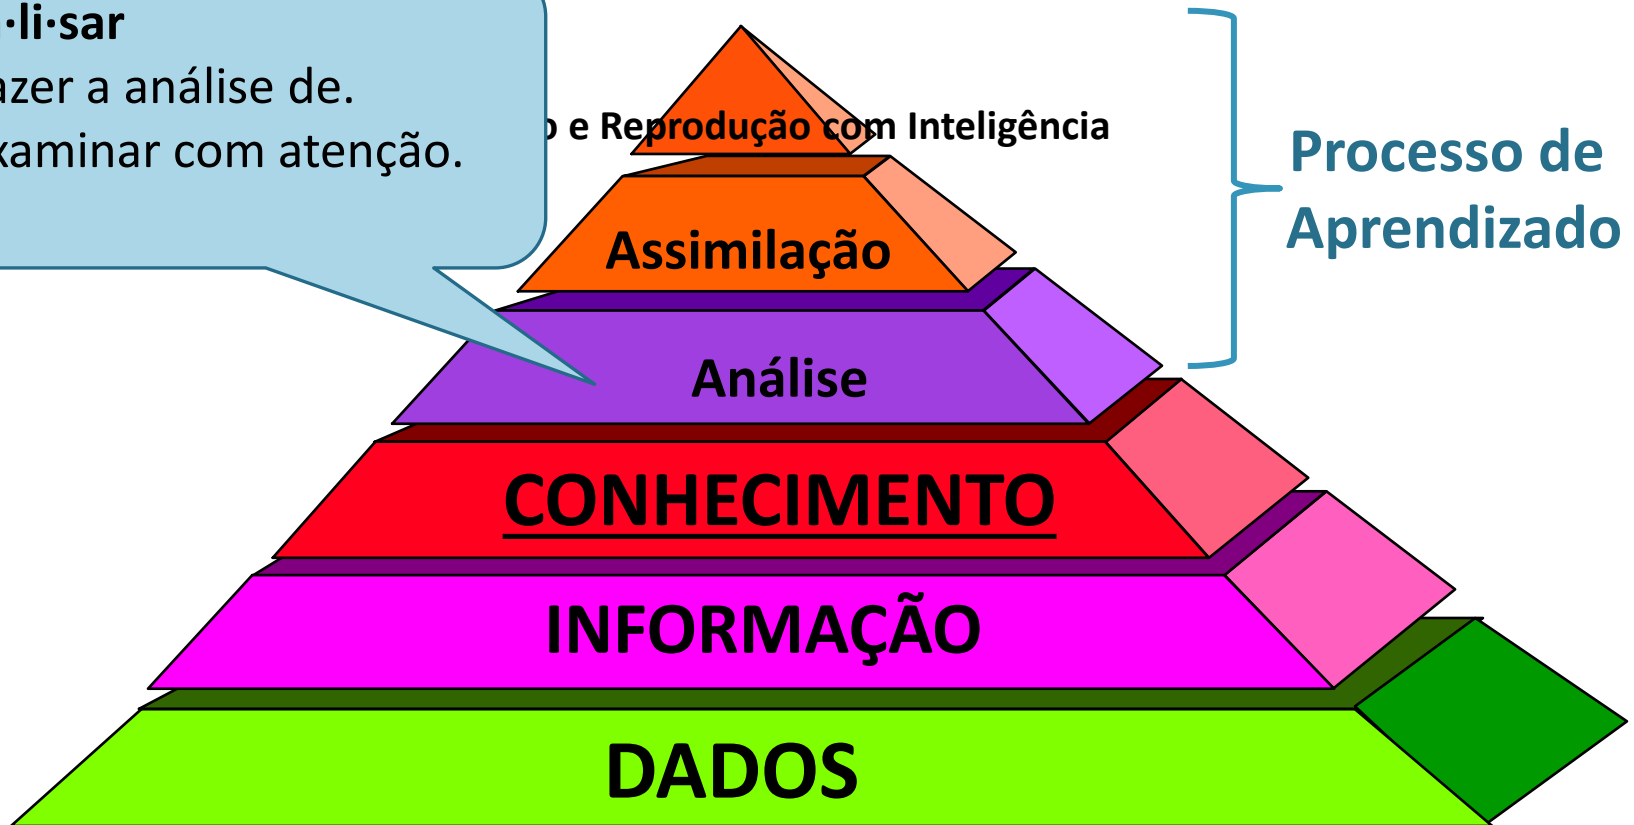 ·li·sar
azer a análise de.
xaminar com atenção.
o e Reprodução com Inteligência
Processo de
Aprendizado
Assimilação
Análise
CONHECIMENTO
INFORMAÇÃO
DADOS